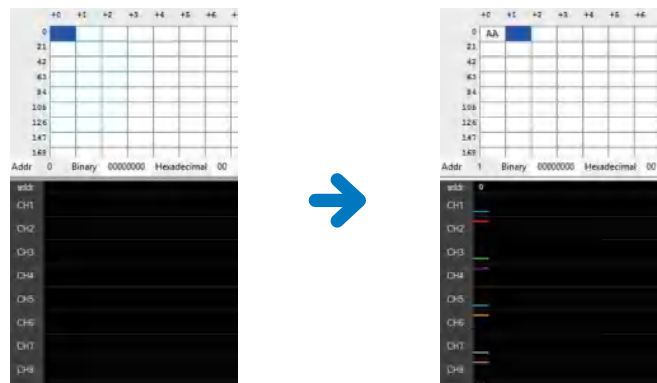 +0 +1 +2 +3 +4 +5 +6
0
21
42
63
84
105
126
147
168
Addr 0 Binary 00000000 Hexadecimal 00
addr
CH1
CH2
CH3
CH4
CH5
CH6
CH7
CH8
+0 +1 +2 +3 +4 +5 +6
0 AA
21
42
63
84
105
126
147
168
Addr 1 Binary 00000000 Hexadecimal 00
addr 0
CH1
CH2
CH3
CH4
CH5
CH6
CH7
CH8